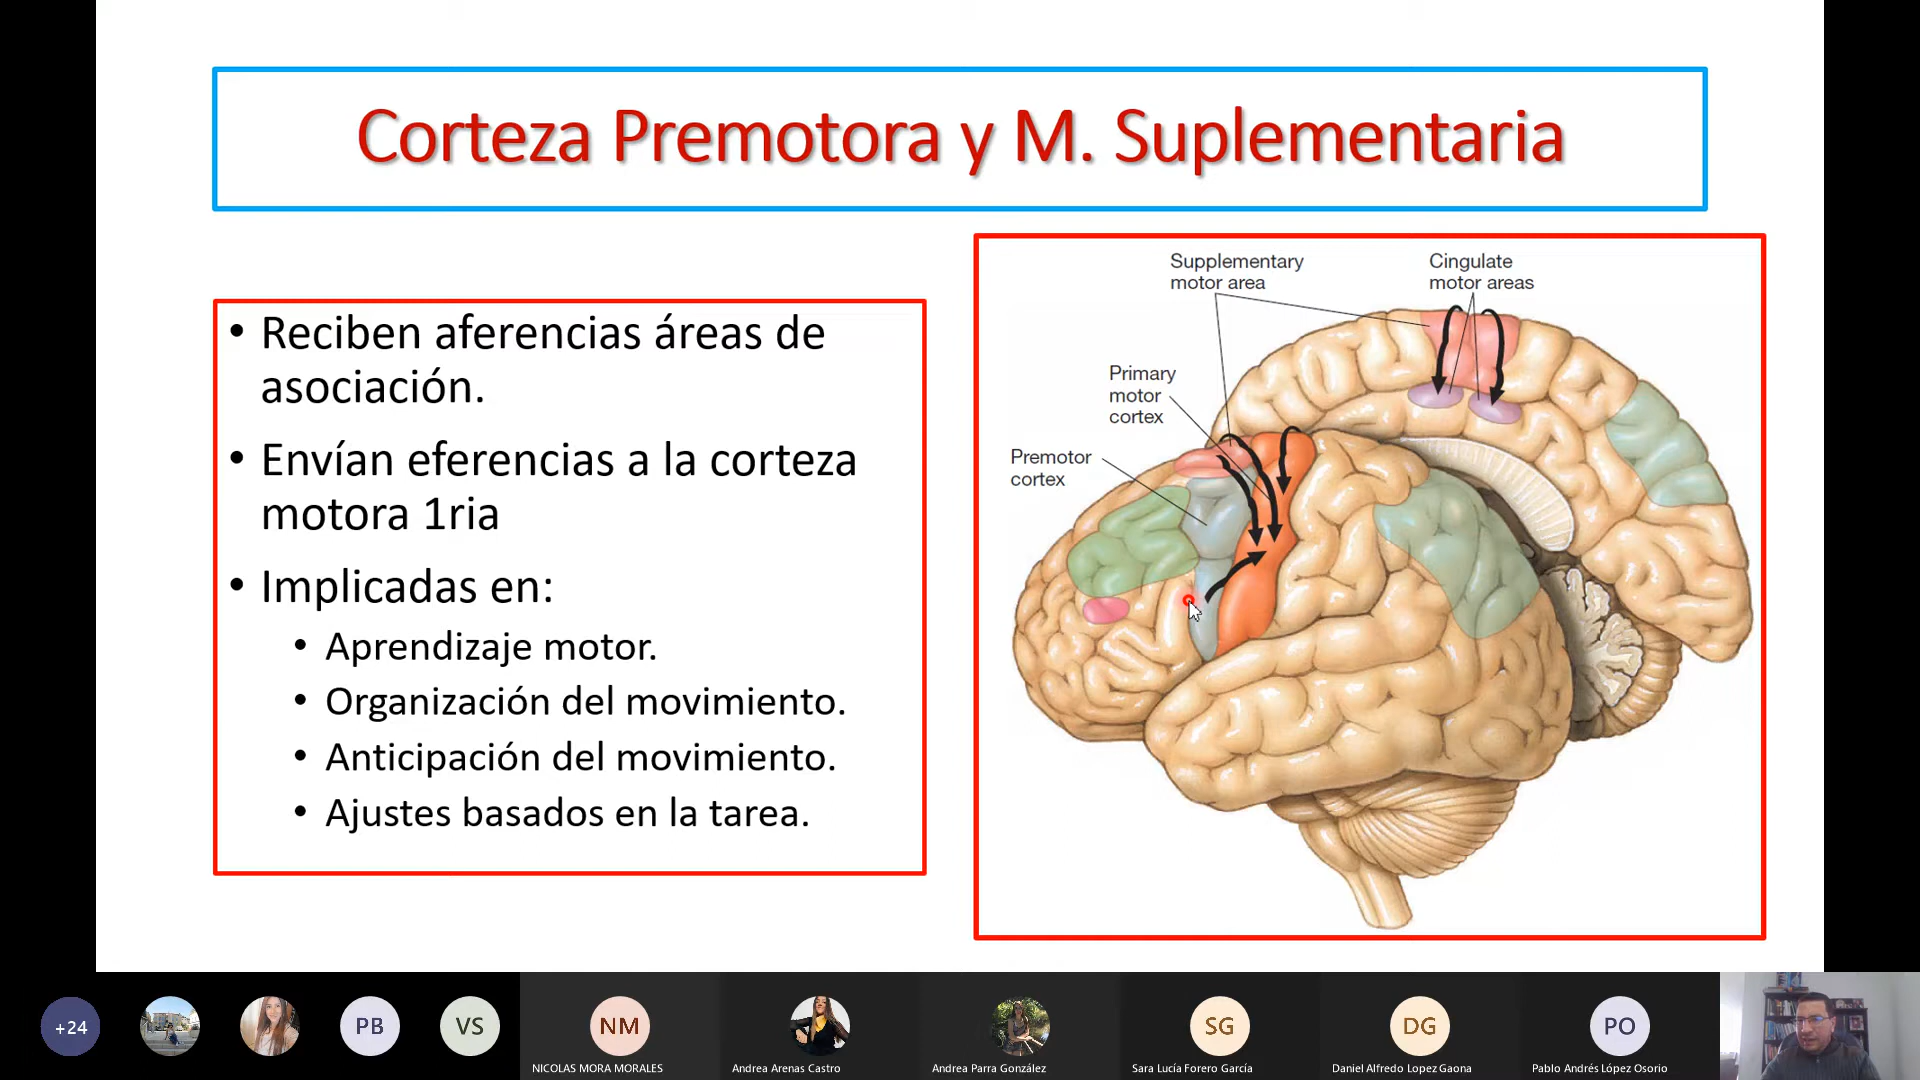 Corteza Premotora y M. Suplementaria
• Reciben aferencias áreas de
asociación.
• Envían eferencias a la corteza
motora 1ria
• Implicadas en:
• Aprendizaje motor.
• Organización del movimiento.
• Anticipación del movimiento.
• Ajustes basados en la tarea.
Supplementary
motor area
Cingulate
motor areas
Primary
motor
cortex
Premotor
cortex
+24
PB
VS
NM
SG
DG
PO
NICOLAS MORA MORALES
Andrea Arenas Castro
Andrea Parra González
Sara Lucía Forero García
Daniel Alfredo Lopez Gaona
Pablo Andrés López Osorio